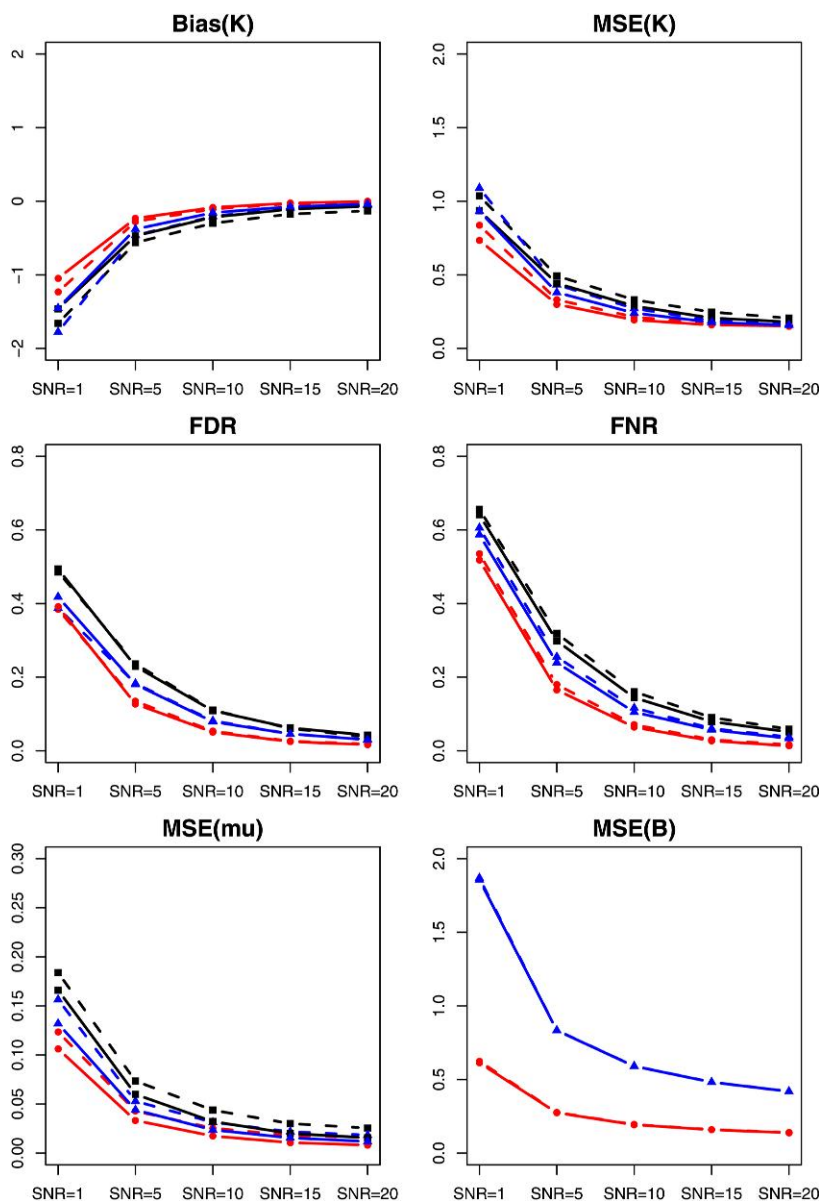 Bias(K)
2
1
0
−1
−2
SNR=1 SNR=5 SNR=10 SNR=15 SNR=20
MSE(K)
2.0
1.5
1.0
0.5
0.0
SNR=1 SNR=5 SNR=10 SNR=15 SNR=20
FDR
0.8
0.6
0.4
0.2
0.0
SNR=1 SNR=5 SNR=10 SNR=15 SNR=20
FNR
0.8
0.6
0.4
0.2
0.0
SNR=1 SNR=5 SNR=10 SNR=15 SNR=20
MSE(mu)
0.30
0.25
0.20
0.15
0.10
0.05
0.00
SNR=1 SNR=5 SNR=10 SNR=15 SNR=20
MSE(B)
2.0
1.5
1.0
0.5
0.0
SNR=1 SNR=5 SNR=10 SNR=15 SNR=20